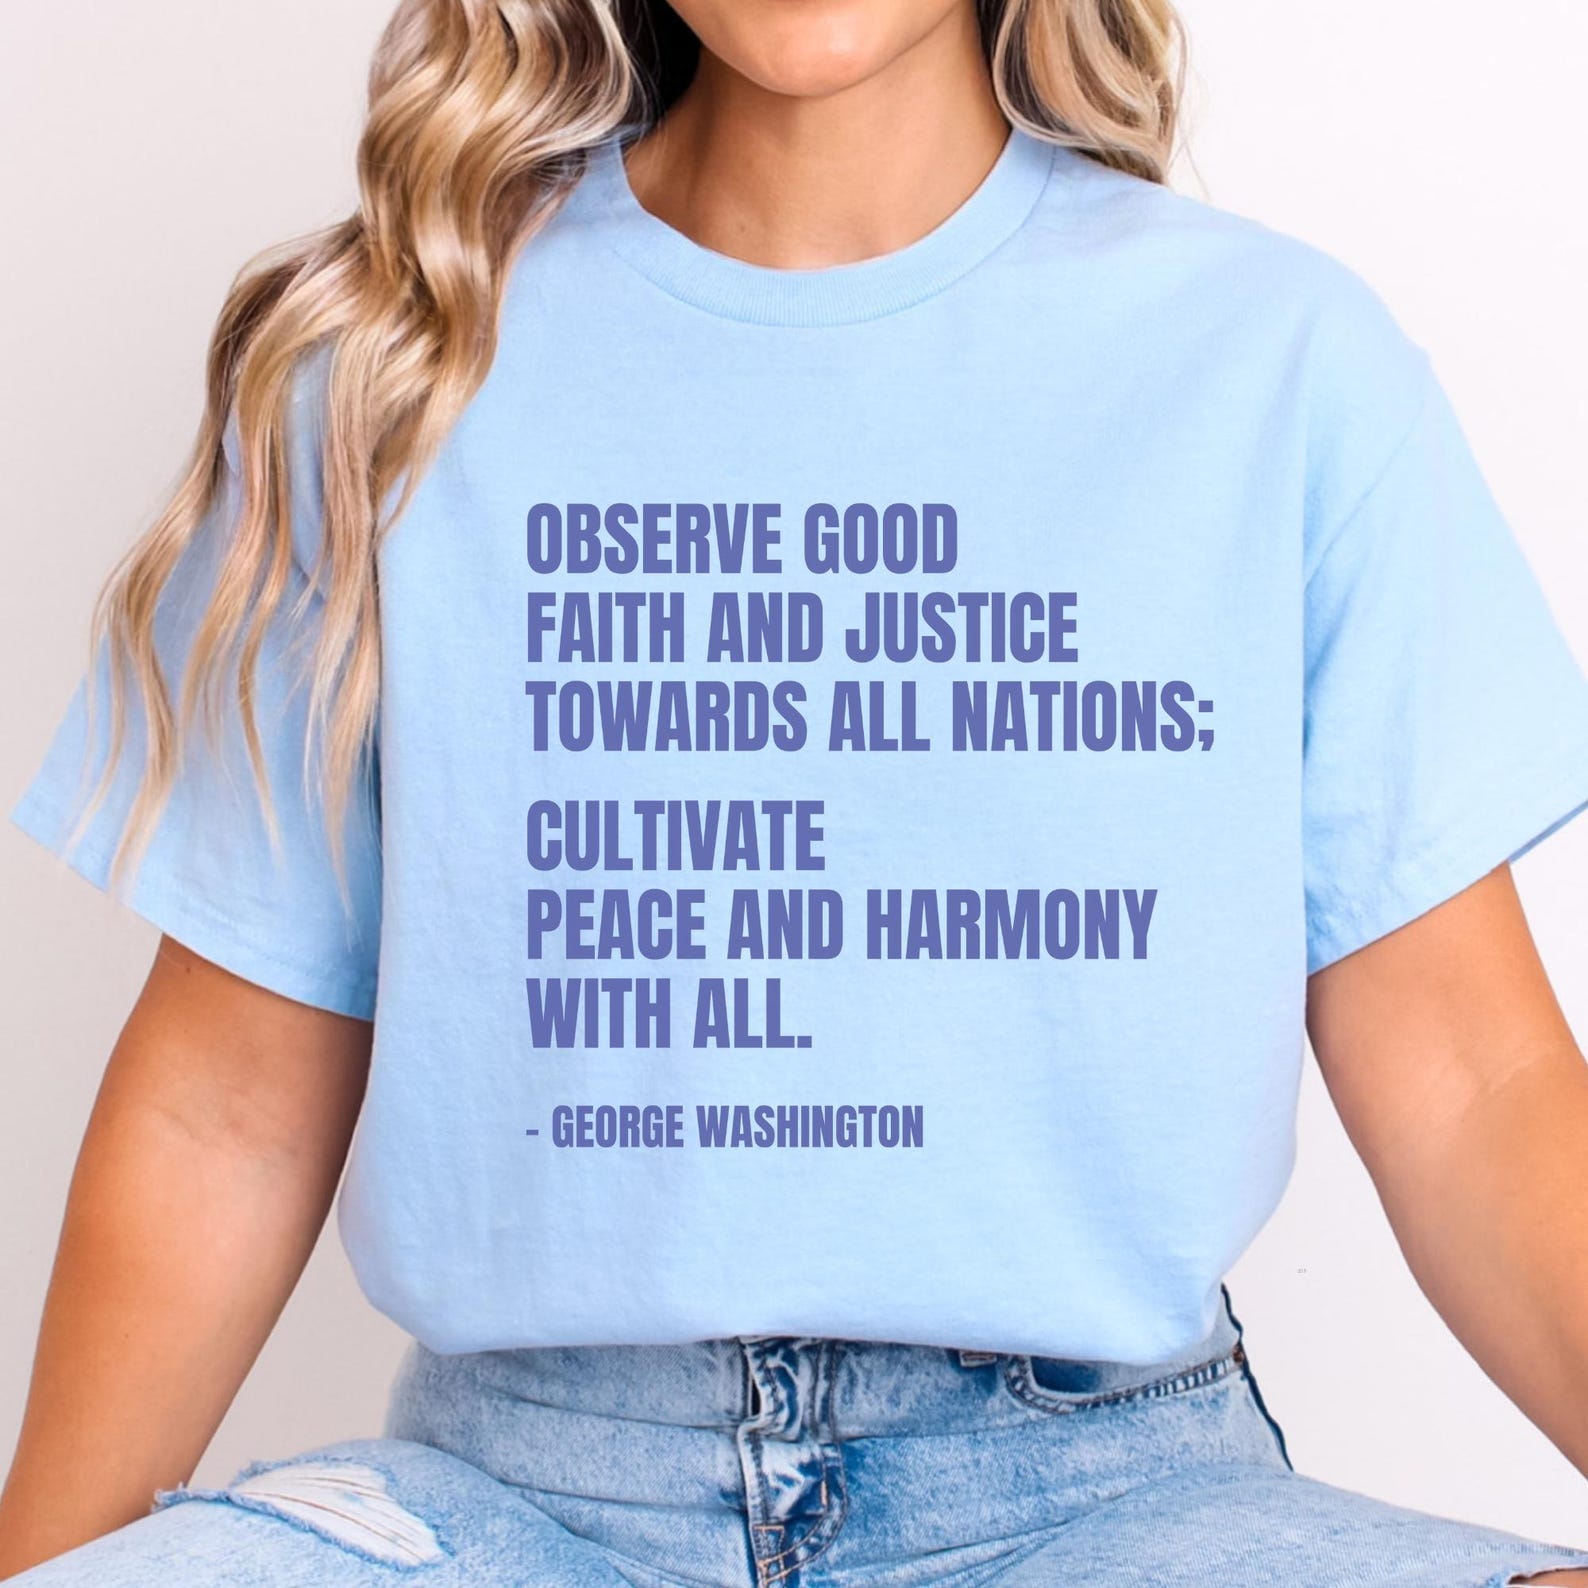 OBSERVE GOOD
FAITH AND JUSTICE
TOWARDS ALL NATIONS;
CULTIVATE
PEACE AND HARMONY
WITH ALL.
- GEORGE WASHINGTON